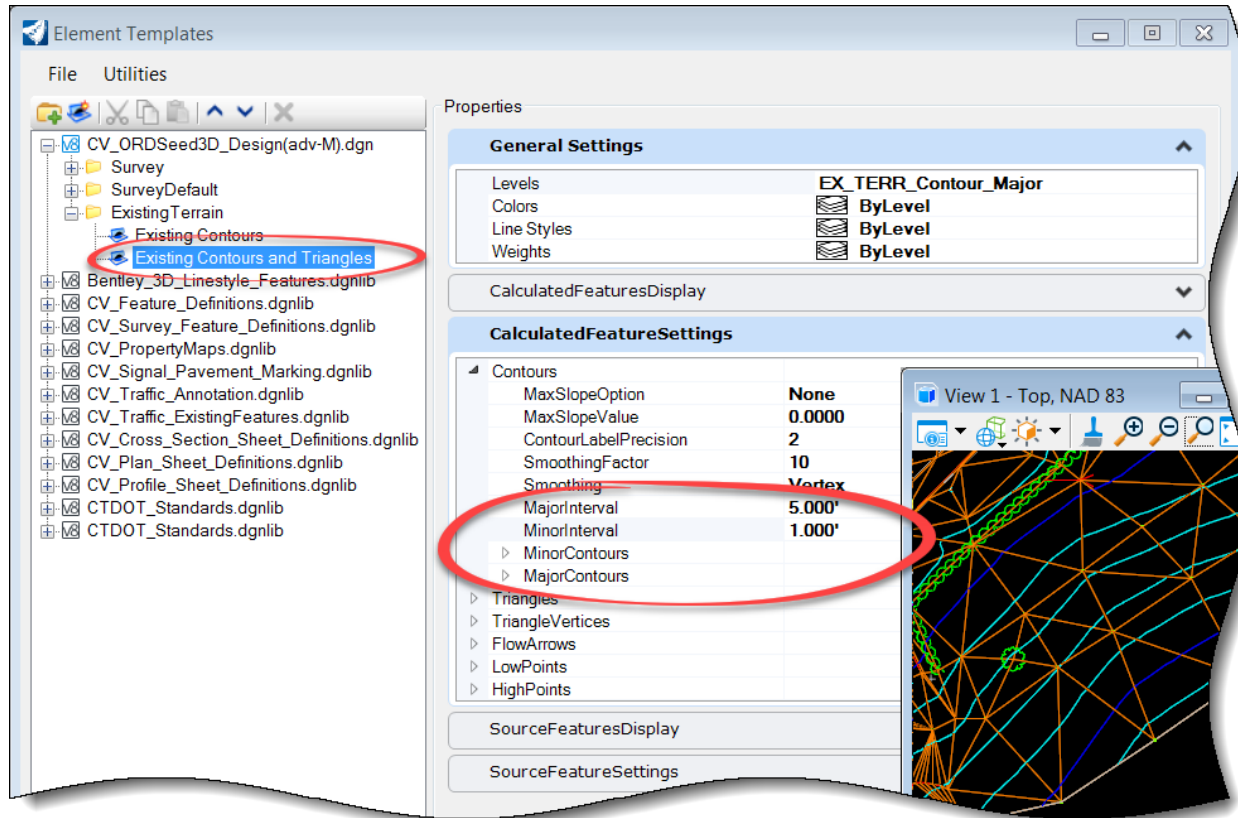 Element Templates
File Utilities
CV_ORDSeed3D_Design(adv-M).dgn
Survey
SurveyDefault
ExistingTerrain
Existing Contours
Existing Contours and Triangles
Bentley_3D_Linestyle_Features.dgnlib
CV_Feature_Definitions.dgnlib
CV_Survey_Feature_Definitions.dgnlib
CV_PropertyMaps.dgnlib
CV_Signal_Pavement_Marking.dgnlib
CV_Traffic_Annotation.dgnlib
CV_Traffic_ExistingFeatures.dgnlib
CV_Cross_Section_Sheet_Definitions.dgnlib
CV_Plan_Sheet_Definitions.dgnlib
CV_Profile_Sheet_Definitions.dgnlib
CTDOT_Standards.dgnlib
CTDOT_Standards.dgnlib
Properties
General Settings
Levels EX_TERR_Contour_Major
Colors ByLevel
Line Styles ByLevel
Weights ByLevel
CalculatedFeaturesDisplay
CalculatedFeatureSettings
Contours
MaxSlopeOption None
MaxSlopeValue 0.0000
ContourLabelPrecision 2
SmoothingFactor 10
Smoothing Vertex
MajorInterval 5.000'
MinorInterval 1.000'
MinorContours
MajorContours
Triangles
TriangleVertices
FlowArrows
LowPoints
HighPoints
SourceFeaturesDisplay
SourceFeatureSettings
View 1 - Top, NAD 83